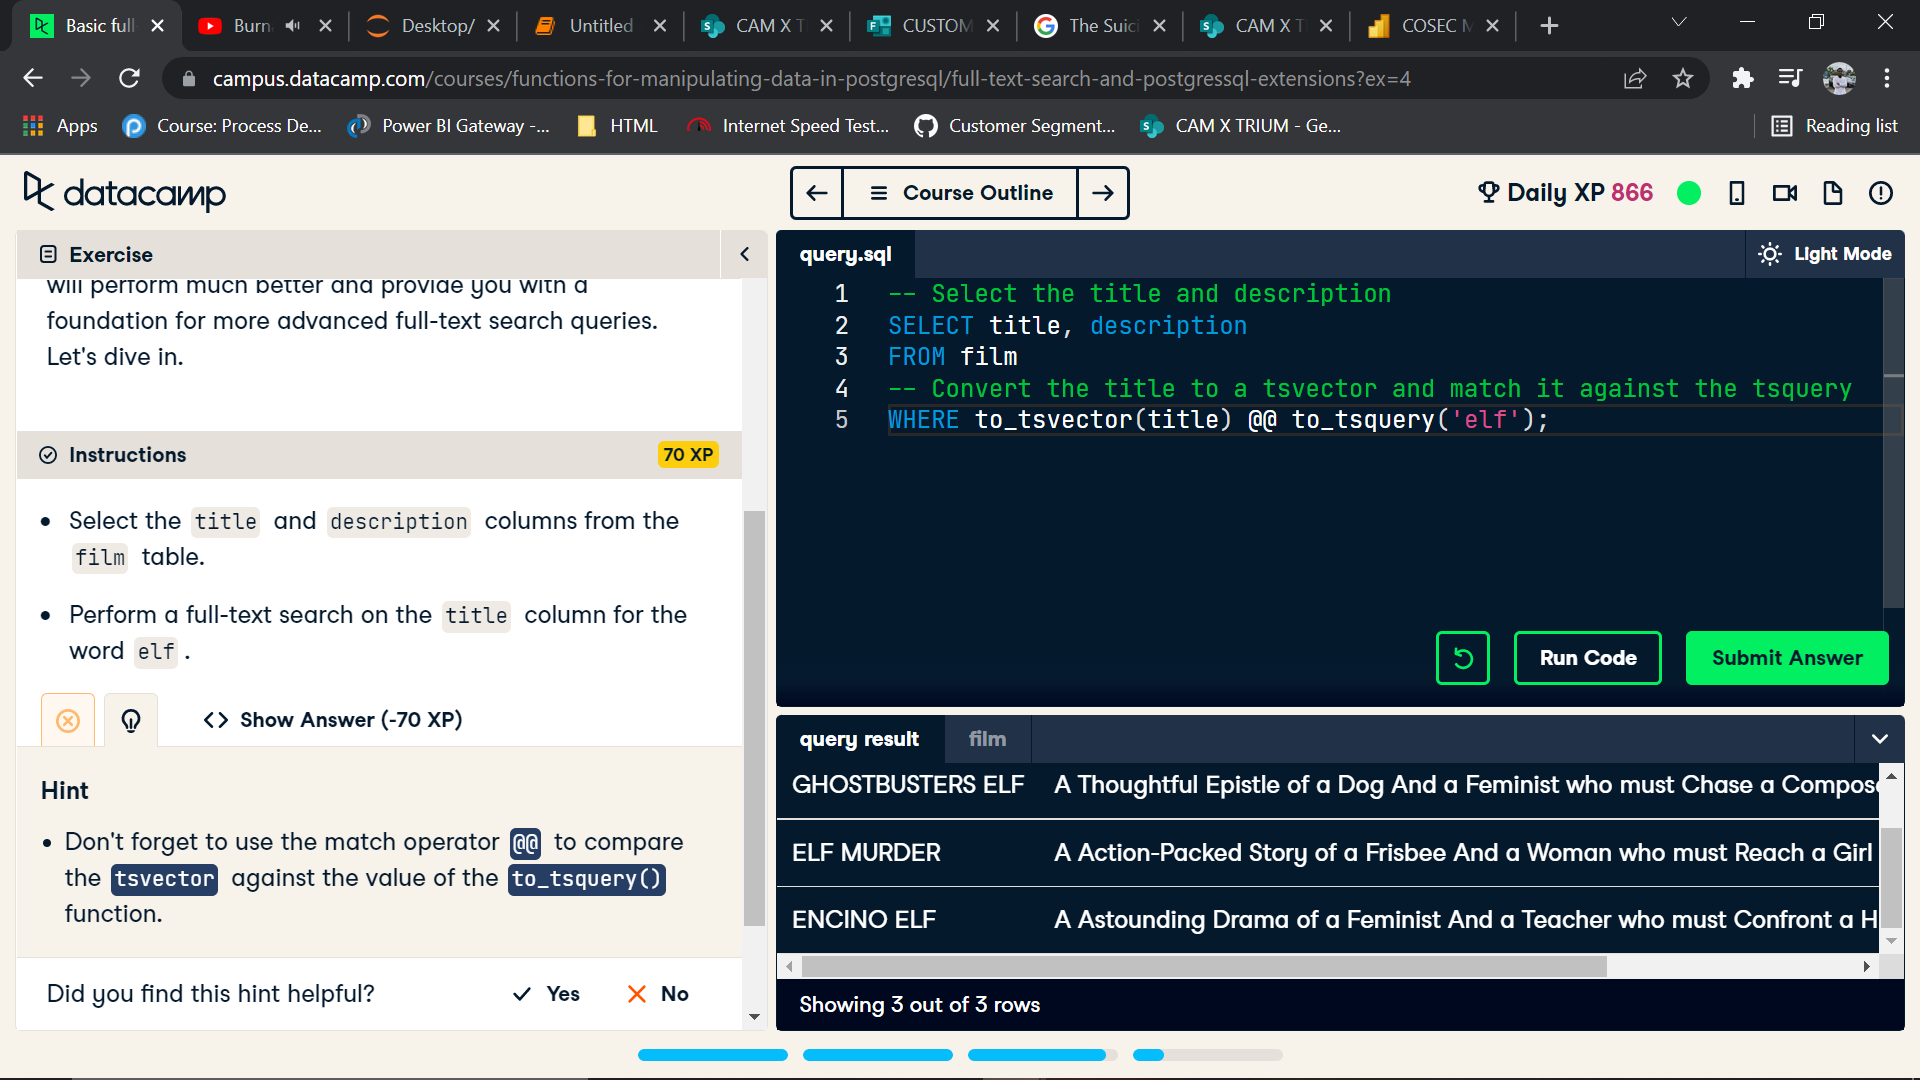 Basic full
Burn
Desktop/
Untitled
CAM X T
CUSTOM
The Suici
CAM X T
COSEC M
campus.datacamp.com/courses/functions-for-manipulating-data-in-postgresql/full-text-search-and-postgressql-extensions?ex=4
Apps
Course: Process De...
Power BI Gateway -...
HTML
Internet Speed Test...
Customer Segment...
CAM X TRIUM - Ge...
Reading list
datacamp
Course Outline
Daily XP 866
Exercise
will perform much better and provide you with a
foundation for more advanced full-text search queries.
Let's dive in.
Instructions
70 XP
• Select the title and description columns from the
film table.
• Perform a full-text search on the title column for the
word elf .
<> Show Answer (-70 XP)
Hint
• Don't forget to use the match operator @@ to compare
the tsvector against the value of the to_tsquery()
function.
Did you find this hint helpful?
Yes
No
query.sql
Light Mode
1 -- Select the title and description
2 SELECT title, description
3 FROM film
4 -- Convert the title to a tsvector and match it against the tsquery
5 WHERE to_tsvector(title) @@ to_tsquery('elf');
Run Code
Submit Answer
query result
film
GHOSTBUSTERS ELF A Thoughtful Epistle of a Dog And a Feminist who must Chase a Compos
ELF MURDER A Action-Packed Story of a Frisbee And a Woman who must Reach a Girl
ENCINO ELF A Astounding Drama of a Feminist And a Teacher who must Confront a H
Showing 3 out of 3 rows